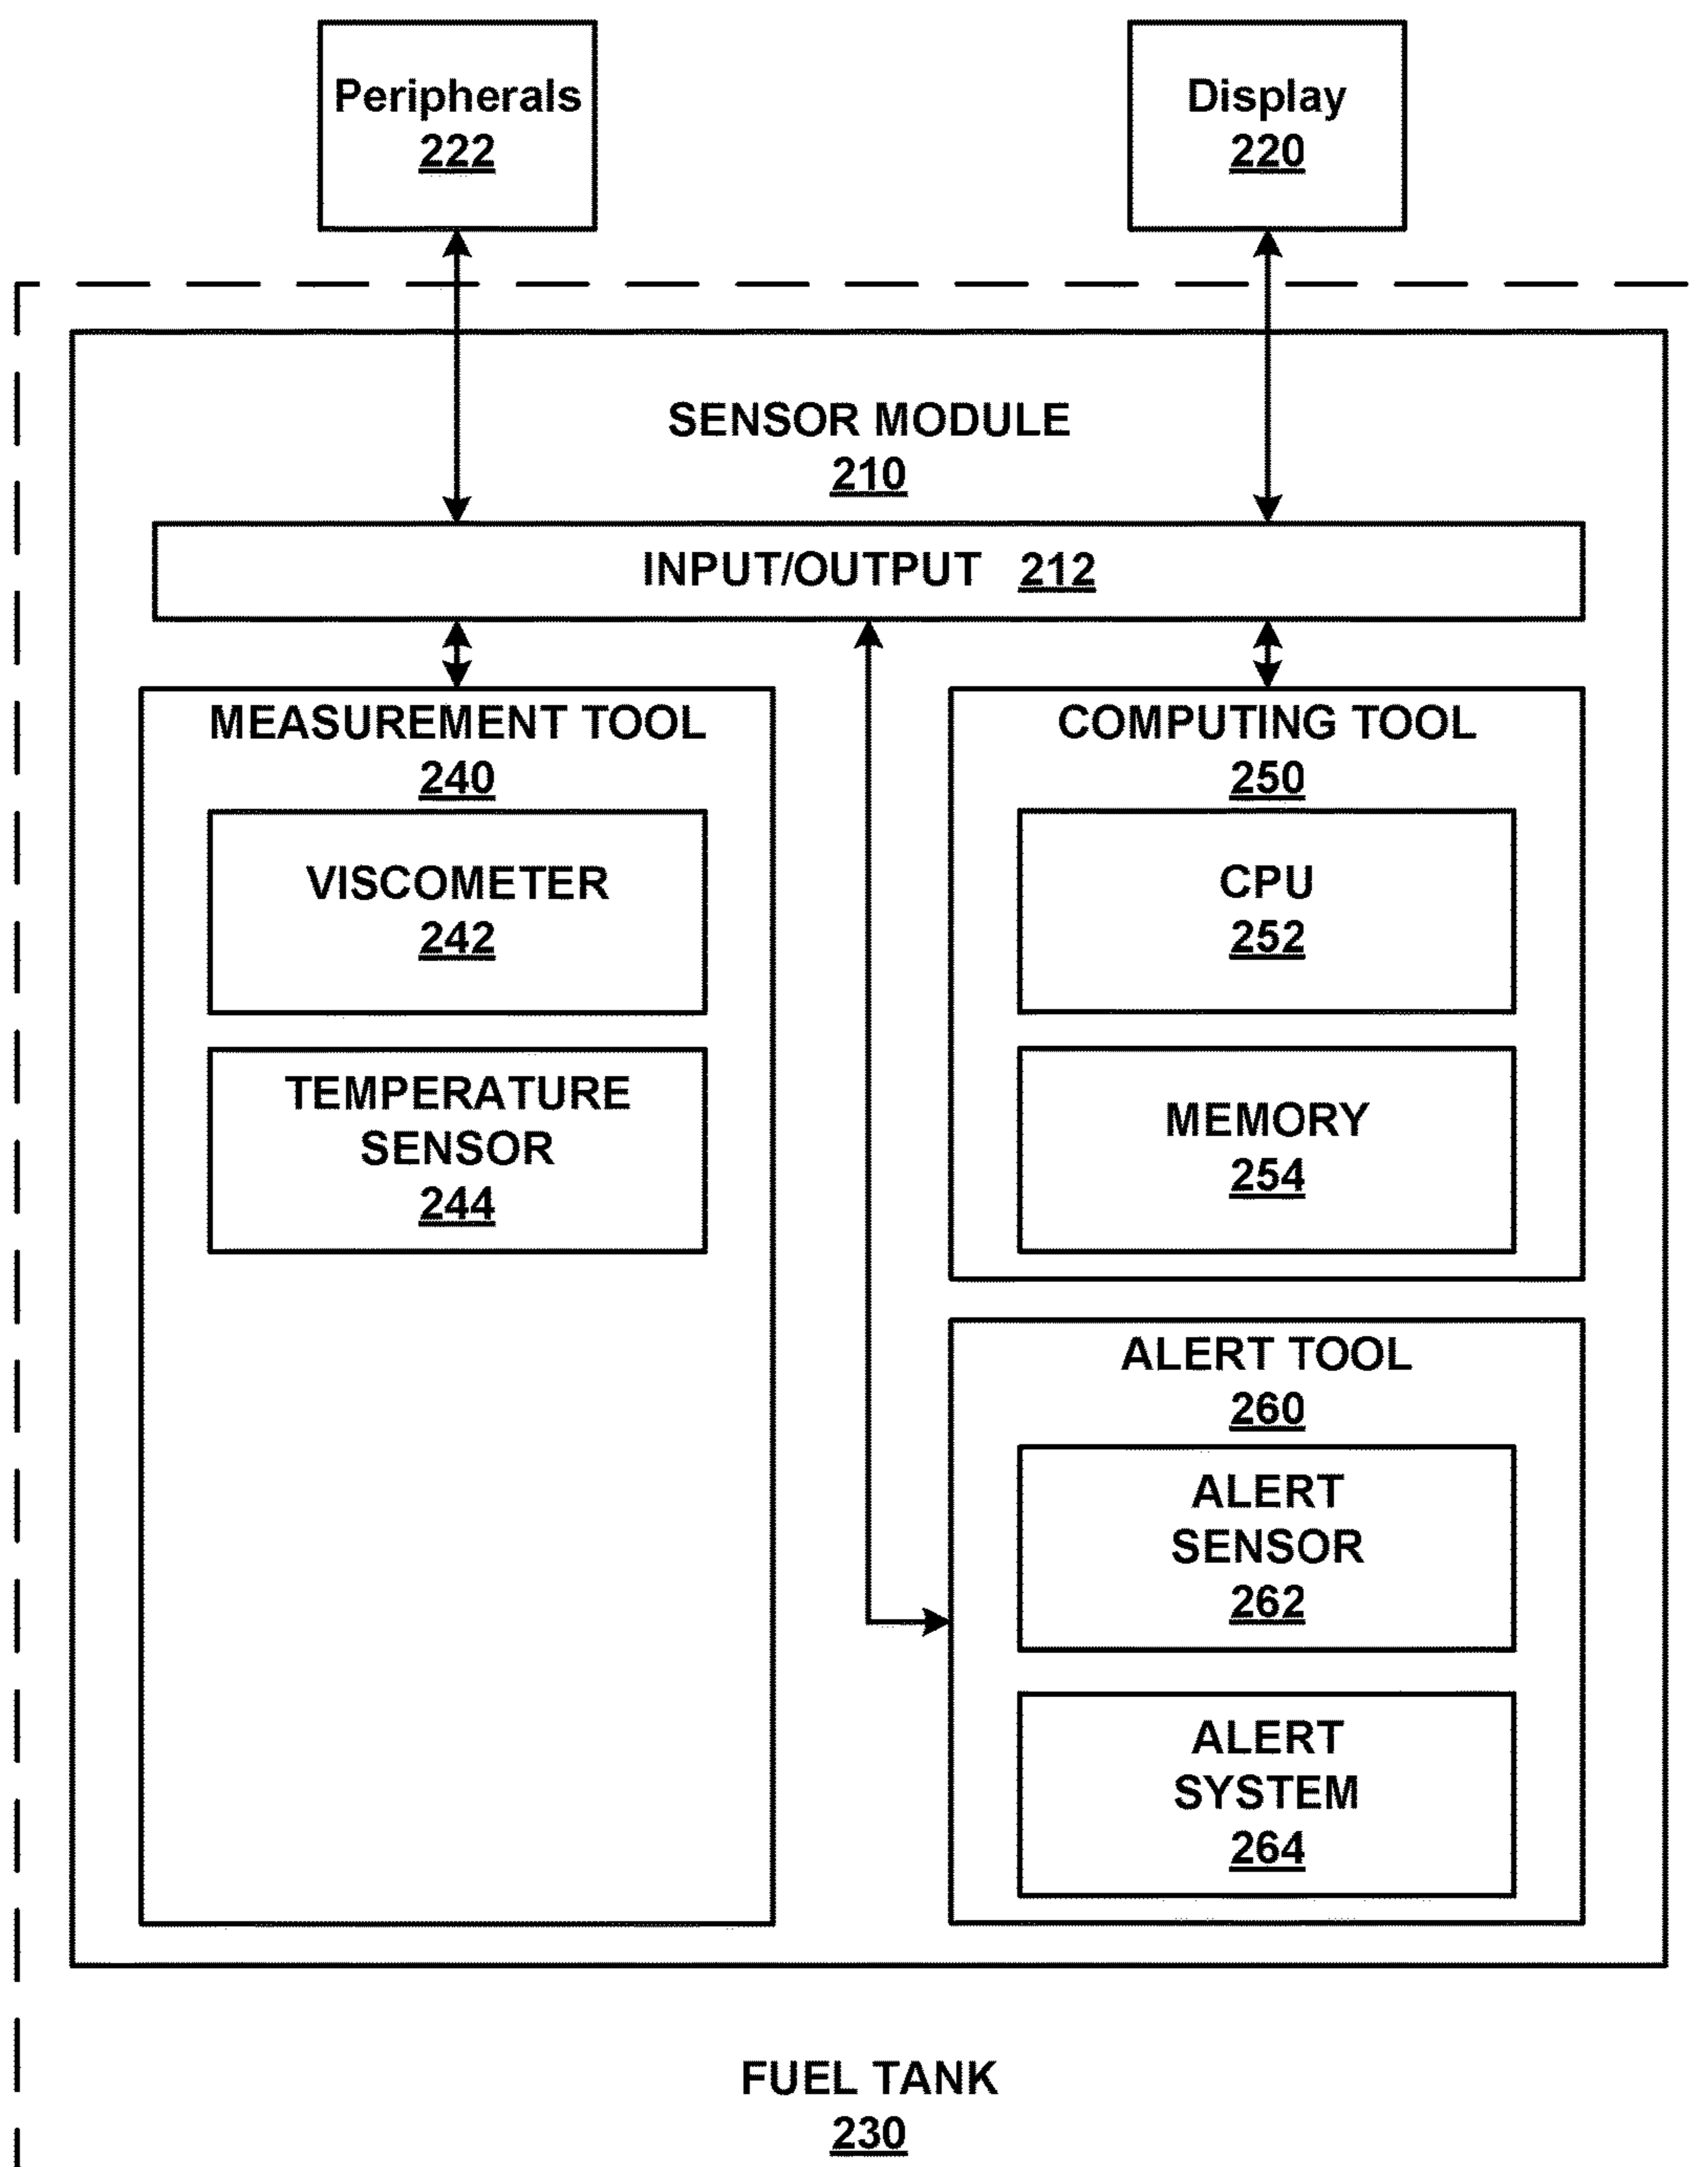 Peripherals
222
Display
220
SENSOR MODULE
210
INPUT/OUTPUT 212
MEASUREMENT TOOL
240
VISCOMETER
242
TEMPERATURE
SENSOR
244
COMPUTING TOOL
250
CPU
252
MEMORY
254
ALERT TOOL
260
ALERT
SENSOR
262
ALERT
SYSTEM
264
FUEL TANK
230